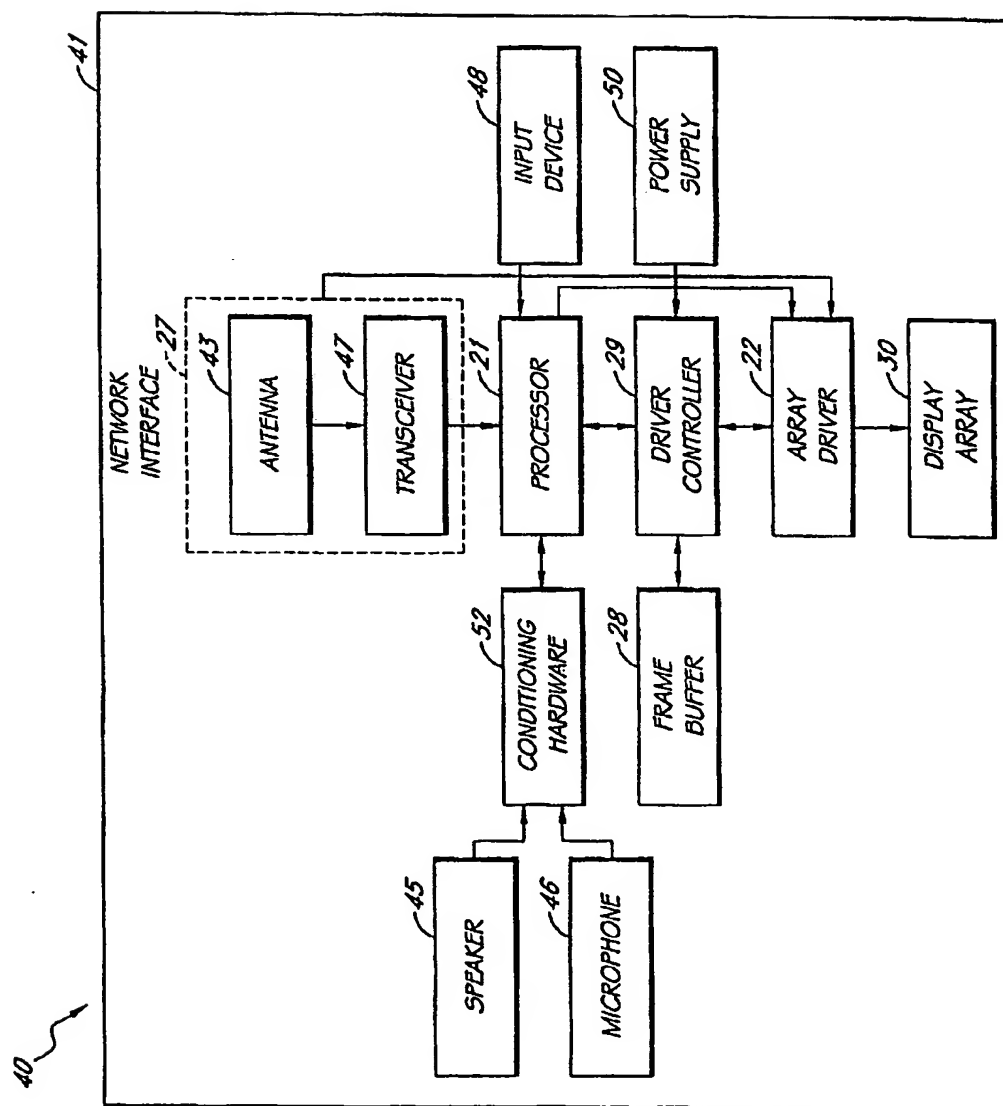 40
41
NETWORK
INTERFACE
27
43
ANTENNA
47
TRANSCEIVER
21
PROCESSOR
29
DRIVER
CONTROLLER
22
ARRAY
DRIVER
30
DISPLAY
ARRAY
48
INPUT
DEVICE
50
POWER
SUPPLY
52
CONDITIONING
HARDWARE
28
FRAME
BUFFER
45
SPEAKER
46
MICROPHONE